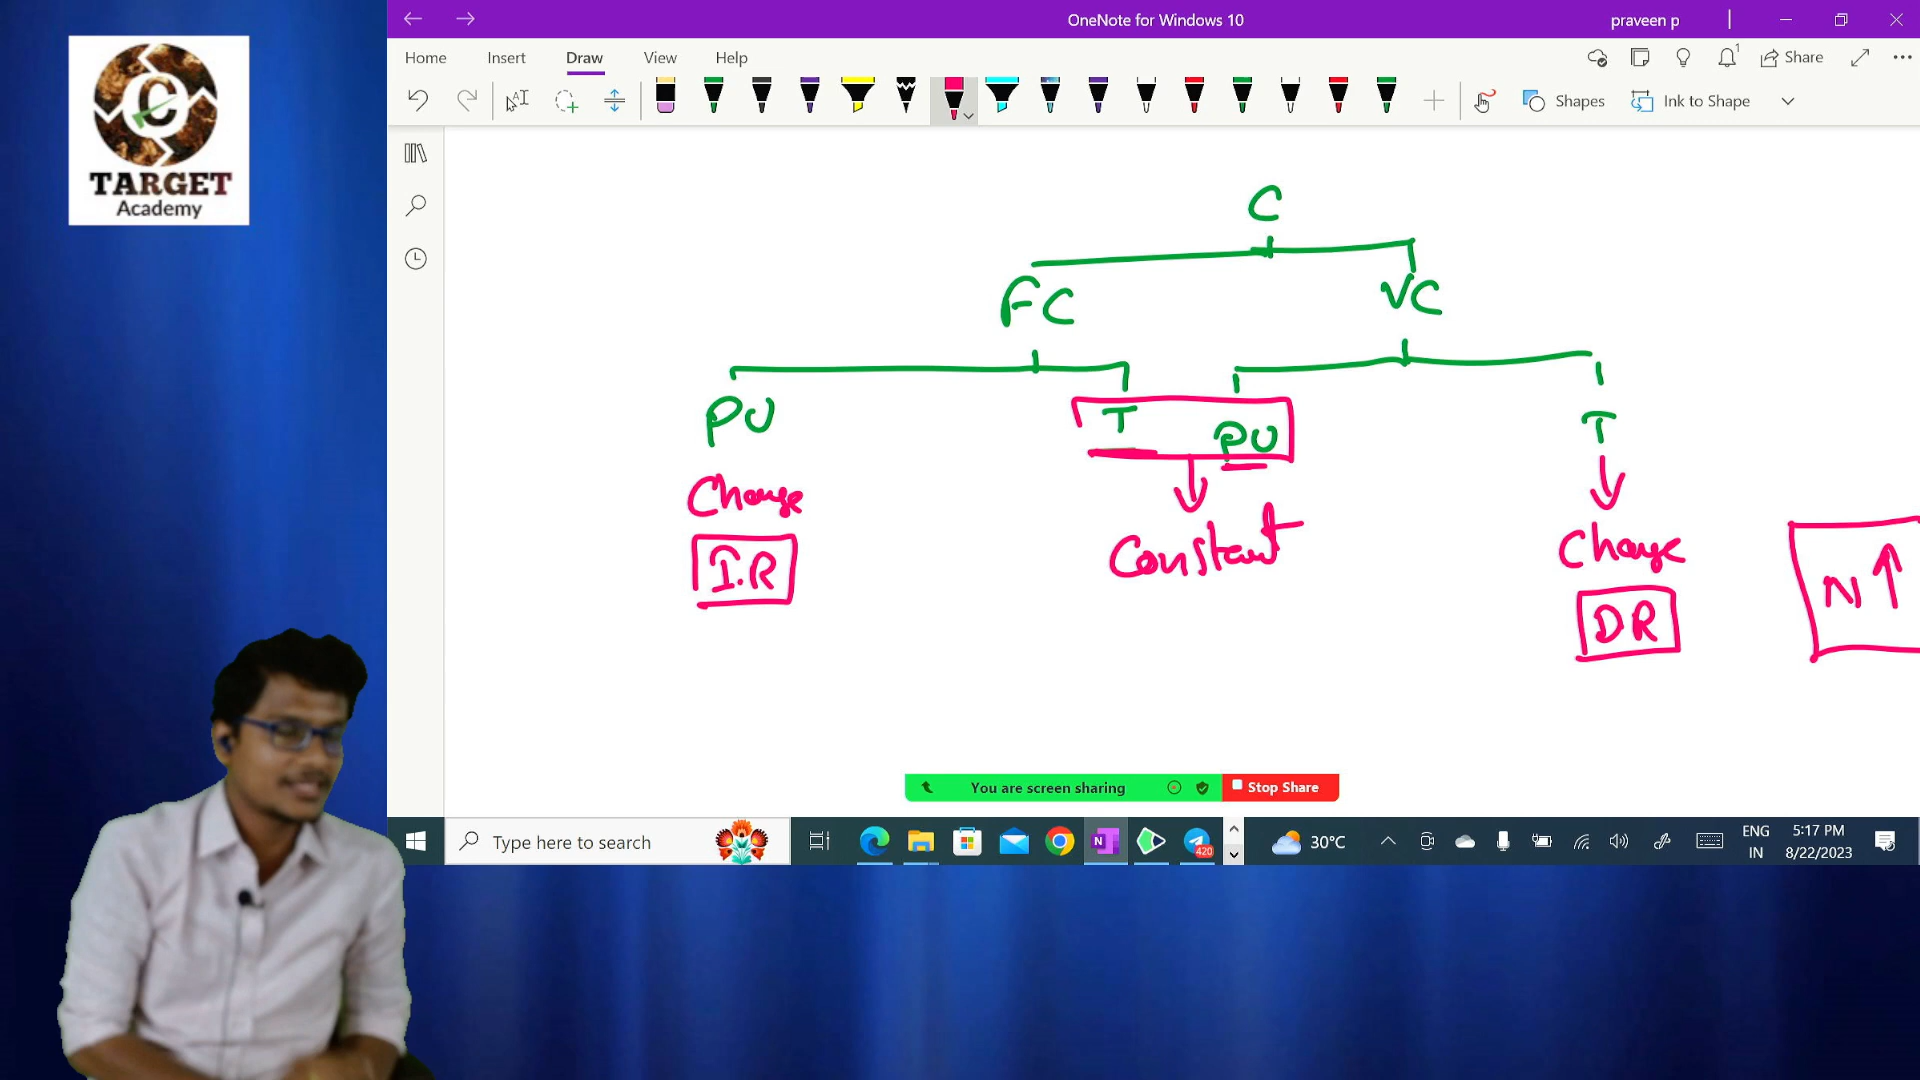 C
TARGET
Academy
OneNote for Windows 10
praveen p
Home Insert Draw View Help
1
Share
Shapes
Ink to Shape
C
FC VC
PU T PU T
Change Constant Change
I.R DR
N ↑
You are screen sharing
Stop Share
Type here to search
N
420
30°C
ENG
IN
5:17 PM
8/22/2023